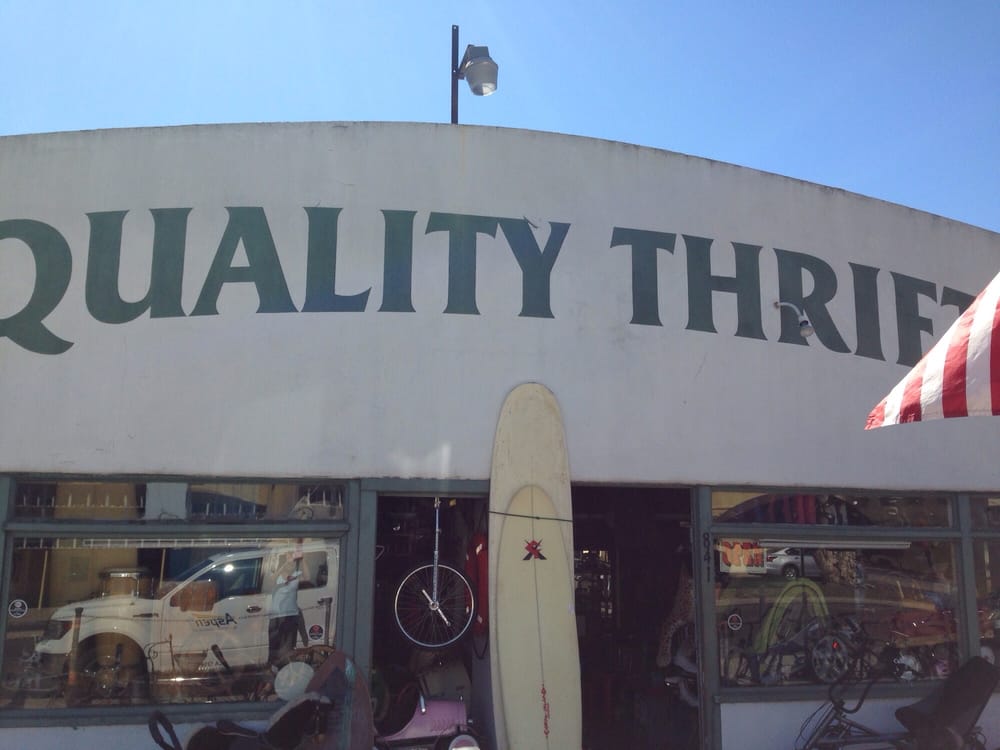 QUALITY THRIFT
841
Aspen